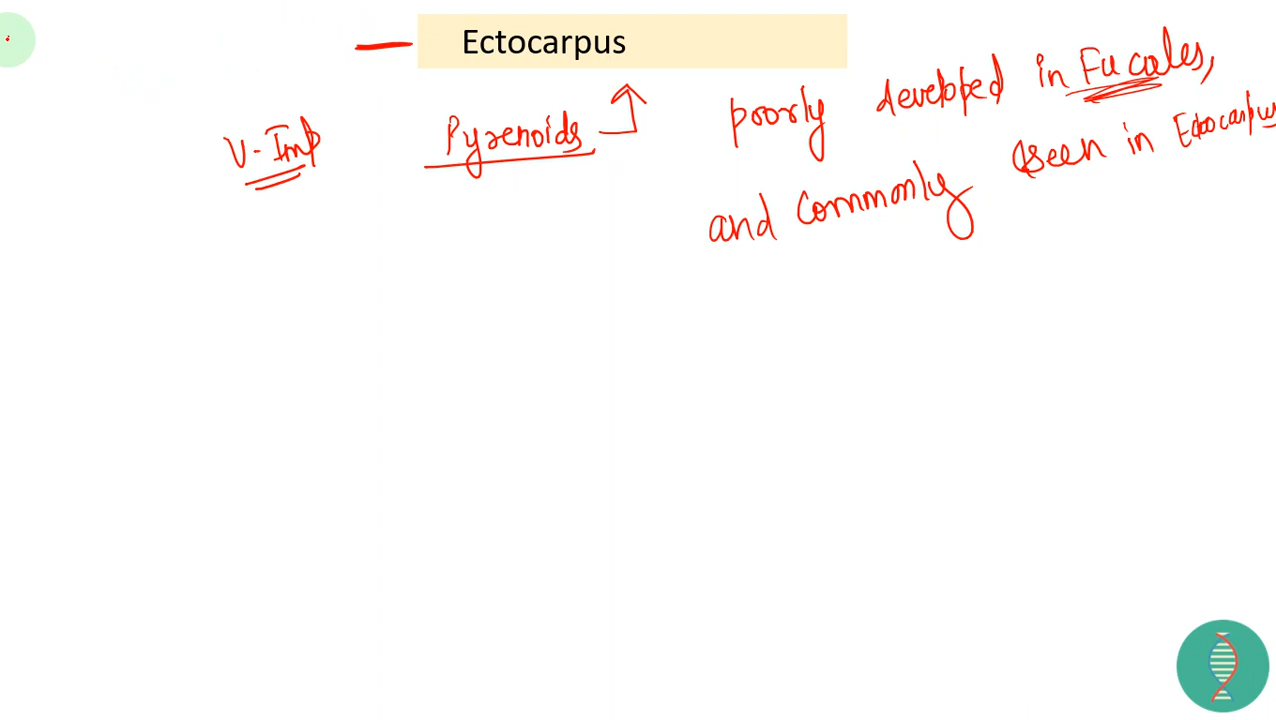 Ectocarpus
V-Imp Pyrenoids poorly developed in Fucales,
and commonly seen in Ectocarpus